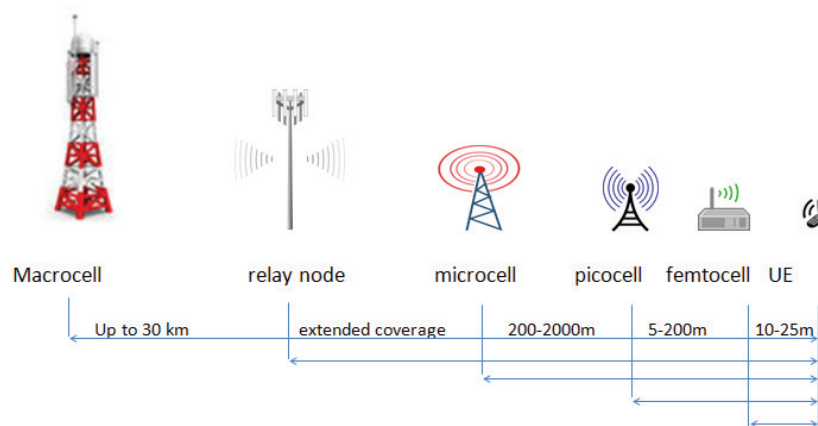 Macrocell relay node microcell picocell femtocell UE
Up to 30 km extended coverage 200-2000m 5-200m 10-25m